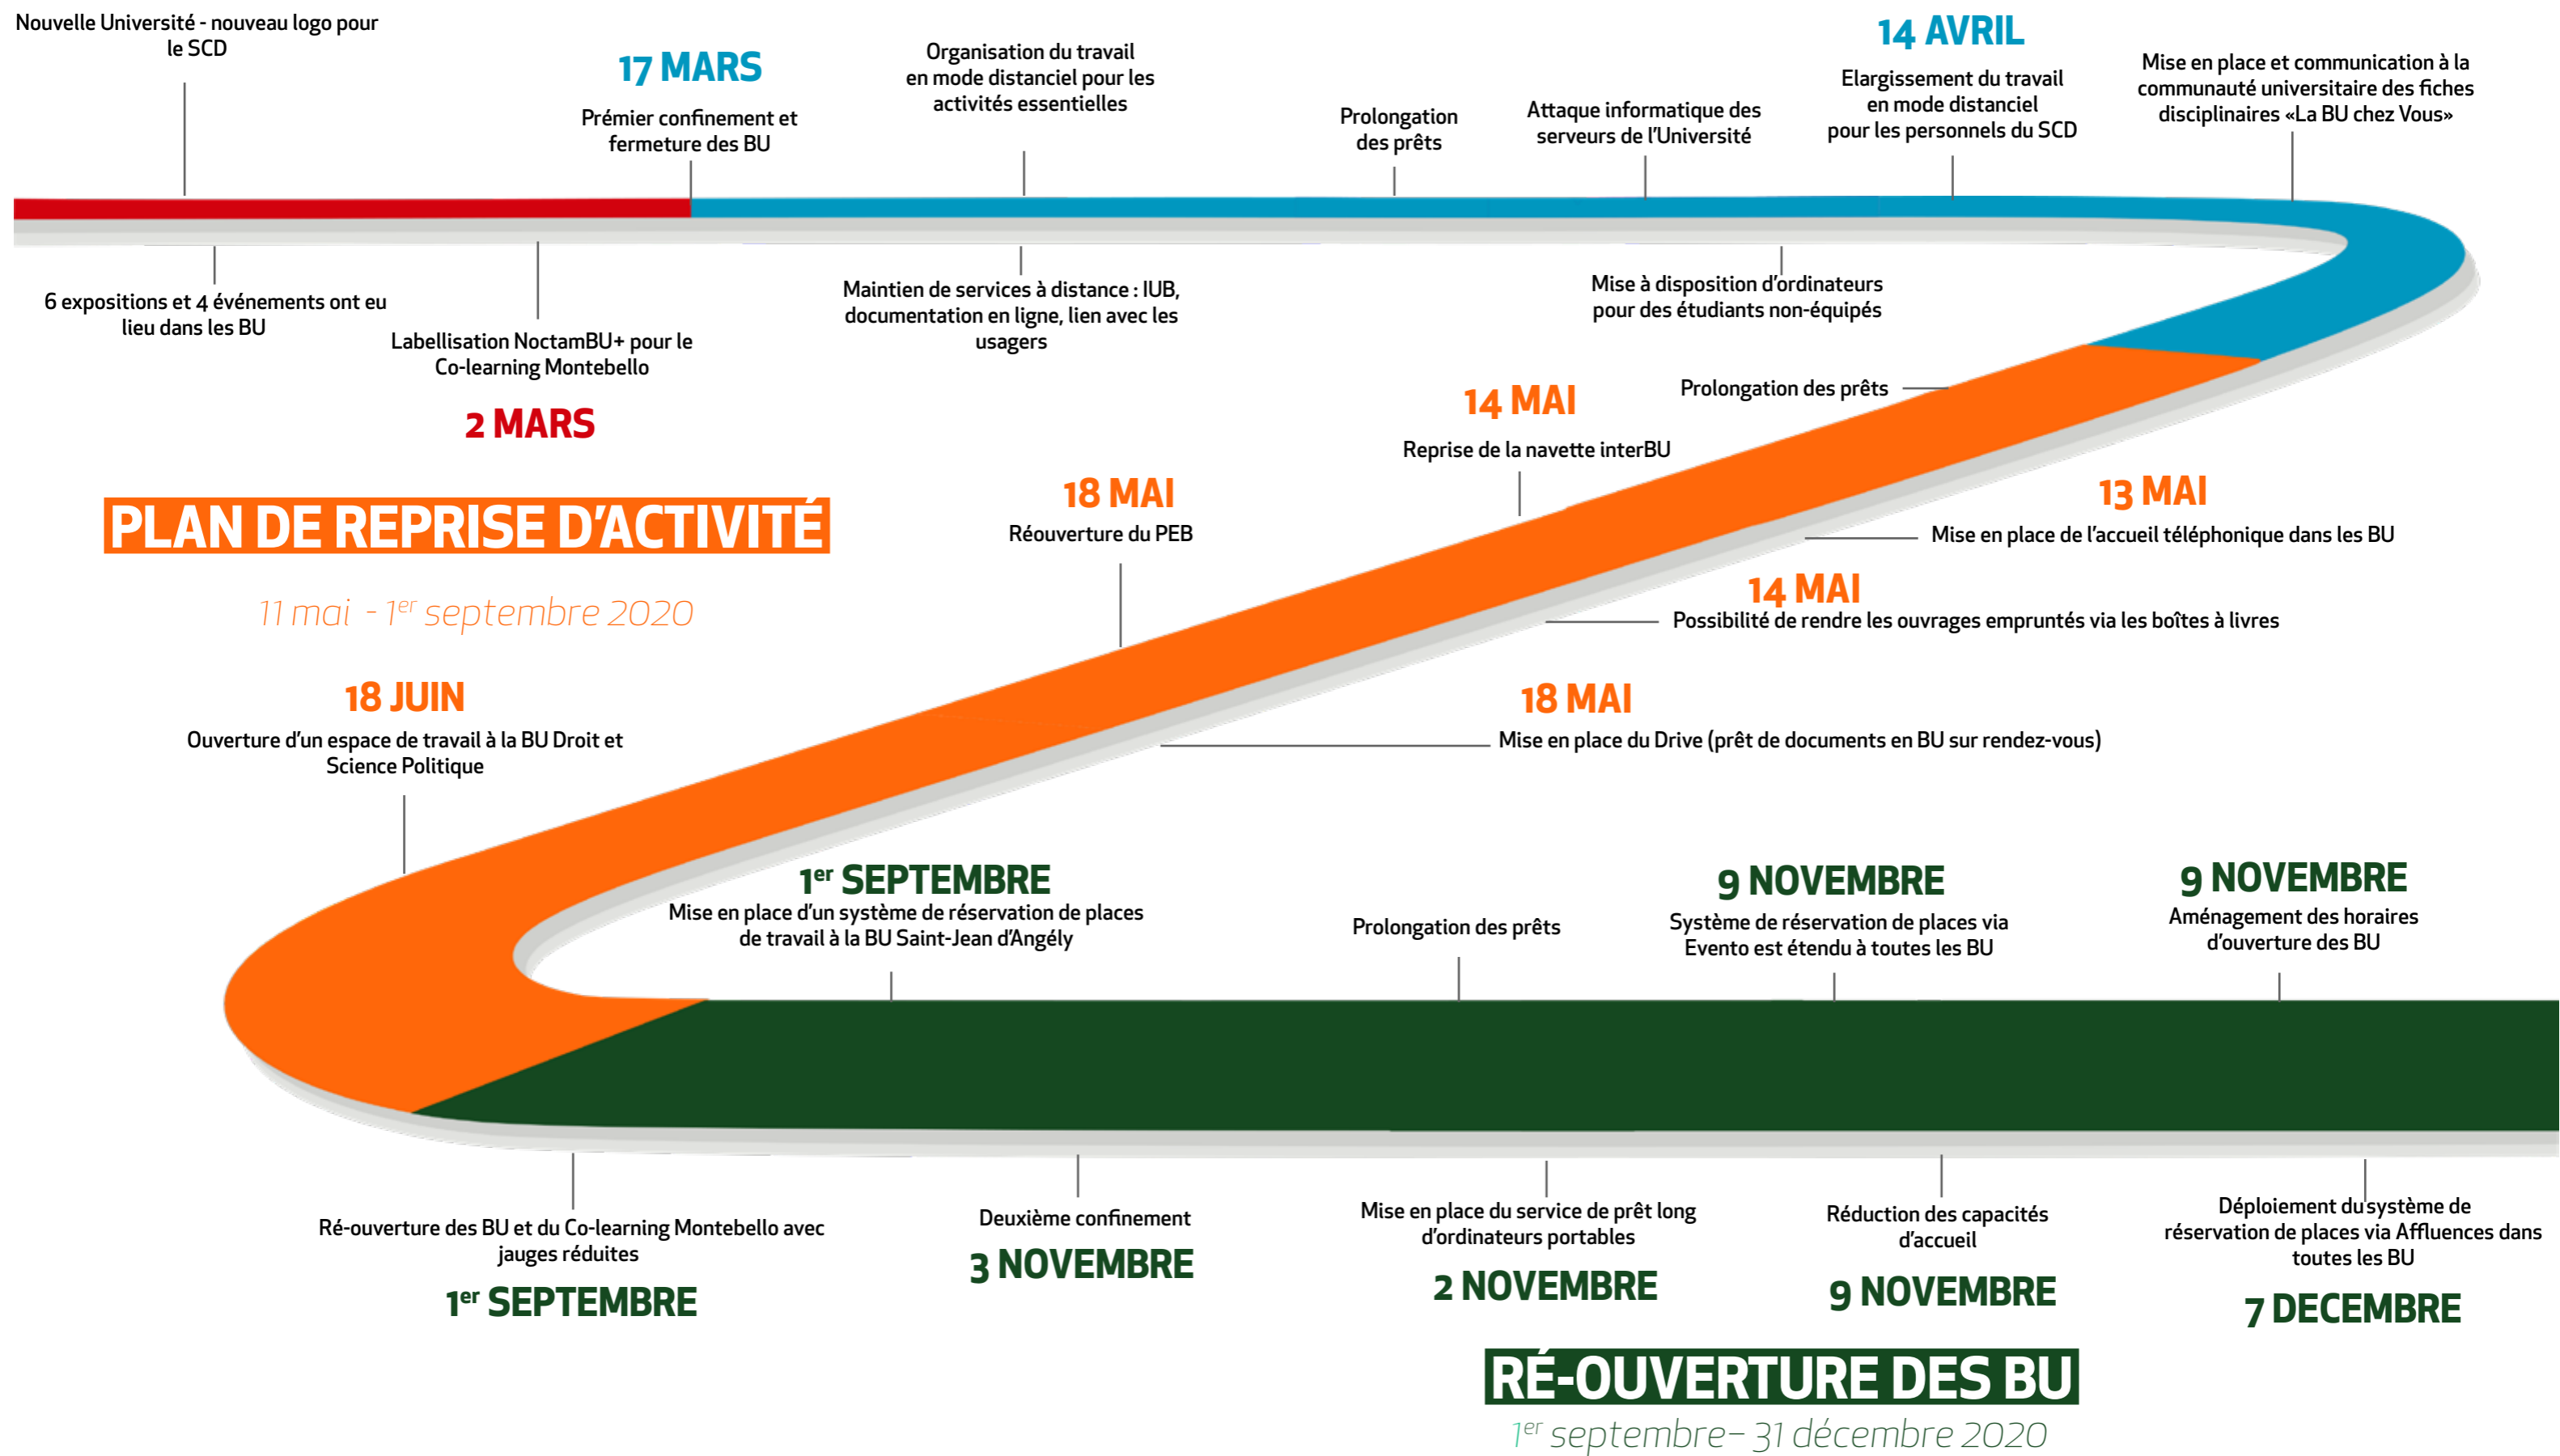 Nouvelle Université - nouveau logo pour
le SCD
17 MARS
Prémier confinement et
fermeture des BU
Organisation du travail
en mode distanciel pour les
activités essentielles
Prolongation
des prêts
Attaque informatique des
serveurs de l'Université
14 AVRIL
Elargissement du travail
en mode distanciel
pour les personnels du SCD
Mise en place et communication à la
communauté universitaire des fiches
disciplinaires «La BU chez Vous»
6 expositions et 4 événements ont eu
lieu dans les BU
Labellisation NoctamBU+ pour le
Co-learning Montebello
2 MARS
Maintien de services à distance : IUB,
documentation en ligne, lien avec les
usagers
Mise à disposition d'ordinateurs
pour des étudiants non-équipés
Prolongation des prêts
14 MAI
Reprise de la navette interBU
18 MAI
Réouverture du PEB
13 MAI
Mise en place de l'accueil téléphonique dans les BU
PLAN DE REPRISE D'ACTIVITÉ
11 mai - 1er septembre 2020
14 MAI
Possibilité de rendre les ouvrages empruntés via les boîtes à livres
18 MAI
Mise en place du Drive (prêt de documents en BU sur rendez-vous)
18 JUIN
Ouverture d'un espace de travail à la BU Droit et
Science Politique
1er SEPTEMBRE
Mise en place d'un système de réservation de places
de travail à la BU Saint-Jean d'Angély
Prolongation des prêts
9 NOVEMBRE
Système de réservation de places via
Evento est étendu à toutes les BU
9 NOVEMBRE
Aménagement des horaires
d'ouverture des BU
Ré-ouverture des BU et du Co-learning Montebello avec
jauges réduites
1er SEPTEMBRE
Deuxième confinement
3 NOVEMBRE
Mise en place du service de prêt long
d'ordinateurs portables
2 NOVEMBRE
Réduction des capacités
d'accueil
9 NOVEMBRE
Déploiement du système de
réservation de places via Affluences dans
toutes les BU
7 DECEMBRE
RÉ-OUVERTURE DES BU
1er septembre– 31 décembre 2020